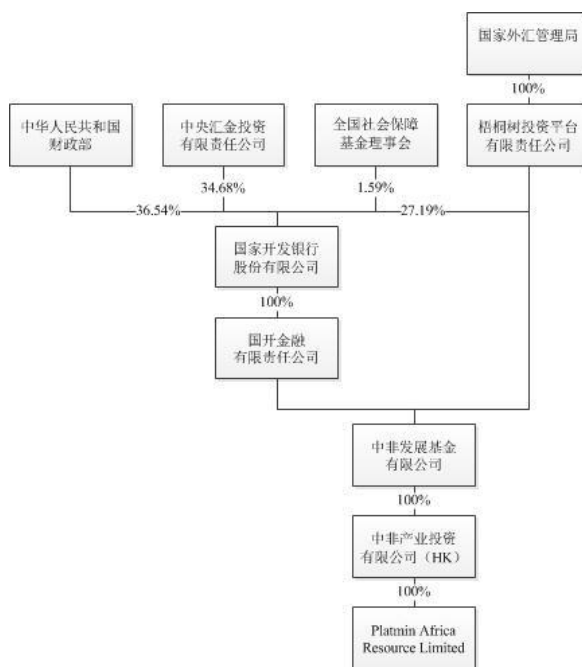 国家外汇管理局
100%
中华人民共和国
财政部
中央汇金投资
有限责任公司
全国社会保障
基金理事会
梧桐树投资平台
有限责任公司
34.68%
1.59%
36.54%
27.19%
国家开发银行
股份有限公司
100%
国开金融
有限责任公司
中非发展基金
有限公司
100%
中非产业投资
有限公司（HK）
100%
Platmin Africa
Resource Limited